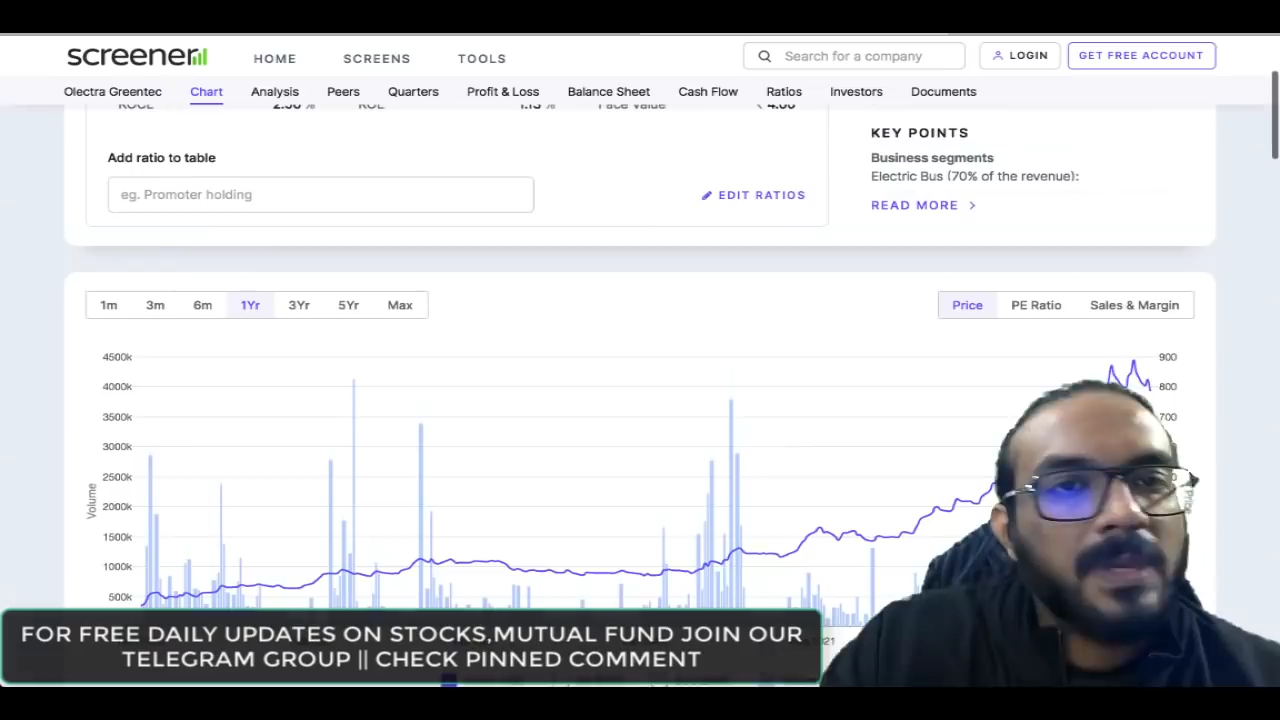 screener
HOME SCREENS TOOLS
Search for a company
LOGIN
GET FREE ACCOUNT
Olectra Greentec Chart Analysis Peers Quarters Profit & Loss Balance Sheet Cash Flow Ratios Investors Documents
KEY POINTS
Business segments
Electric Bus (70% of the revenue):
READ MORE
Add ratio to table
eg. Promoter holding
EDIT RATIOS
1m 3m 6m 1Yr 3Yr 5Yr Max
Price PE Ratio Sales & Margin
4500k 900
4000k 800
3500k 700
3000k
2500k
2000k
1500k
1000k
500k
Volume
Price
FOR FREE DAILY UPDATES ON STOCKS,MUTUAL FUND JOIN OUR
TELEGRAM GROUP || CHECK PINNED COMMENT